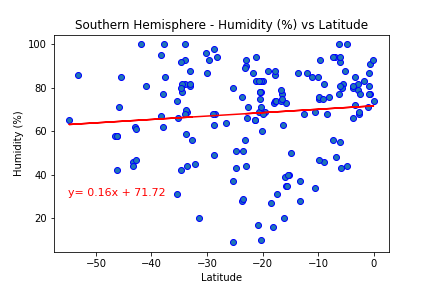 Southern Hemisphere - Humidity (%) vs Latitude
100
80
60
40
20
Humidity (%)
y= 0.16x + 71.72
−50
−40
−30
−20
−10
0
Latitude